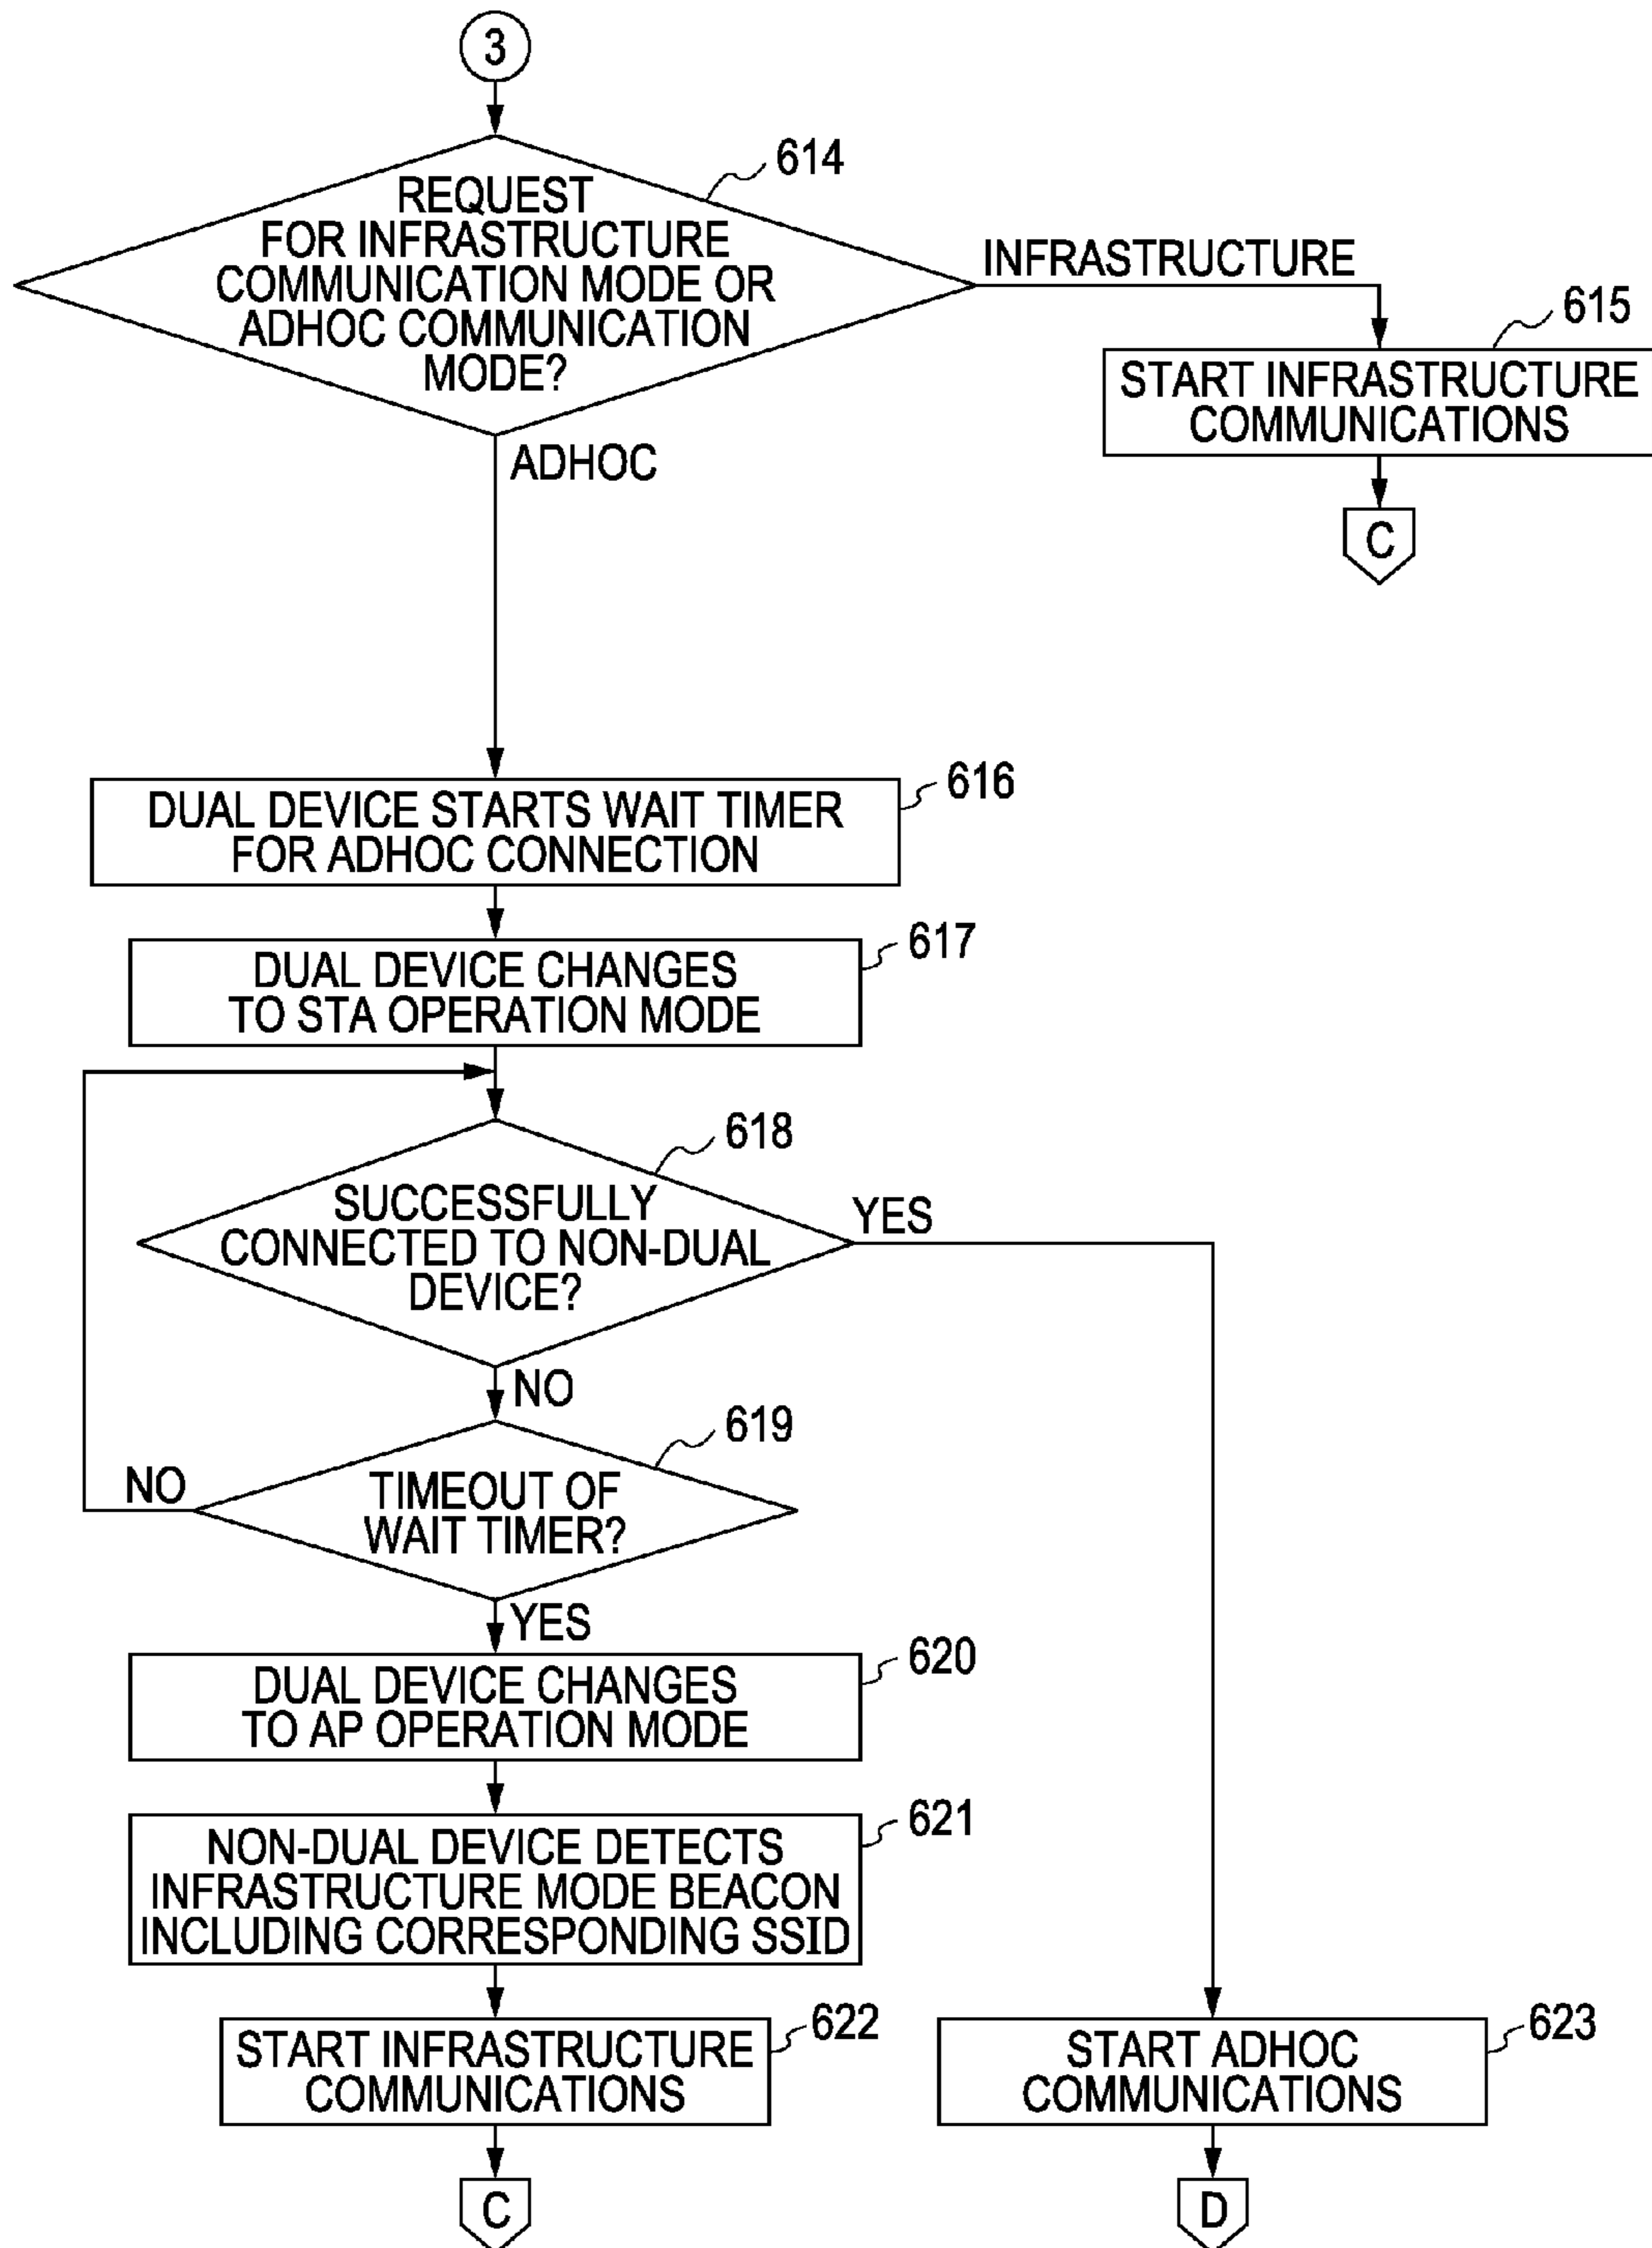 3
614
REQUEST
FOR INFRASTRUCTURE
COMMUNICATION MODE OR
ADHOC COMMUNICATION
MODE?
INFRASTRUCTURE
615
START INFRASTRUCTURE
COMMUNICATIONS
C
ADHOC
616
DUAL DEVICE STARTS WAIT TIMER
FOR ADHOC CONNECTION
617
DUAL DEVICE CHANGES
TO STA OPERATION MODE
618
SUCCESSFULLY
CONNECTED TO NON-DUAL
DEVICE?
YES
NO
619
TIMEOUT OF
WAIT TIMER?
NO
YES
620
DUAL DEVICE CHANGES
TO AP OPERATION MODE
621
NON-DUAL DEVICE DETECTS
INFRASTRUCTURE MODE BEACON
INCLUDING CORRESPONDING SSID
622
START INFRASTRUCTURE
COMMUNICATIONS
C
623
START ADHOC
COMMUNICATIONS
D